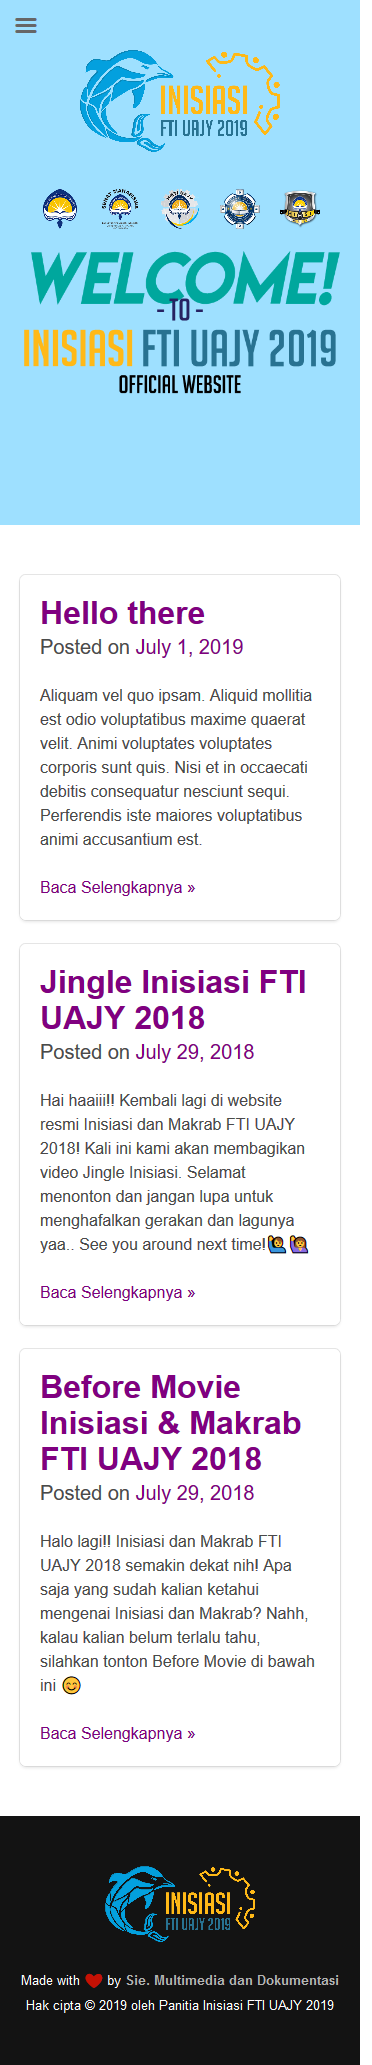 INISIASI
FTI UAJY 2019
WELCOME!
- TO -
INISIASI FTI UAJY 2019
OFFICIAL WEBSITE
Hello there
Posted on July 1, 2019
Aliquam vel quo ipsam. Aliquid mollitia
est odio voluptatibus maxime quaerat
velit. Animi voluptates voluptates
corporis sunt quis. Nisi et in occaecati
debitis consequatur nesciunt sequi.
Perferendis iste maiores voluptatibus
animi accusantium est.
Baca Selengkapnya »
Jingle Inisiasi FTI
UAJY 2018
Posted on July 29, 2018
Hai haaiii!! Kembali lagi di website
resmi Inisiasi dan Makrab FTI UAJY
2018! Kali ini kami akan membagikan
video Jingle Inisiasi. Selamat
menonton dan jangan lupa untuk
menghafalkan gerakan dan lagunya
yaa.. See you around next time!🙋‍♂️🙋‍♀️
Baca Selengkapnya »
Before Movie
Inisiasi & Makrab
FTI UAJY 2018
Posted on July 29, 2018
Halo lagi!! Inisiasi dan Makrab FTI
UAJY 2018 semakin dekat nih! Apa
saja yang sudah kalian ketahui
mengenai Inisiasi dan Makrab? Nahh,
kalau kalian belum terlalu tahu,
silahkan tonton Before Movie di bawah
ini 😊
Baca Selengkapnya »
INISIASI
FTI UAJY 2019
Made with ❤ by Sie. Multimedia dan Dokumentasi
Hak cipta © 2019 oleh Panitia Inisiasi FTI UAJY 2019